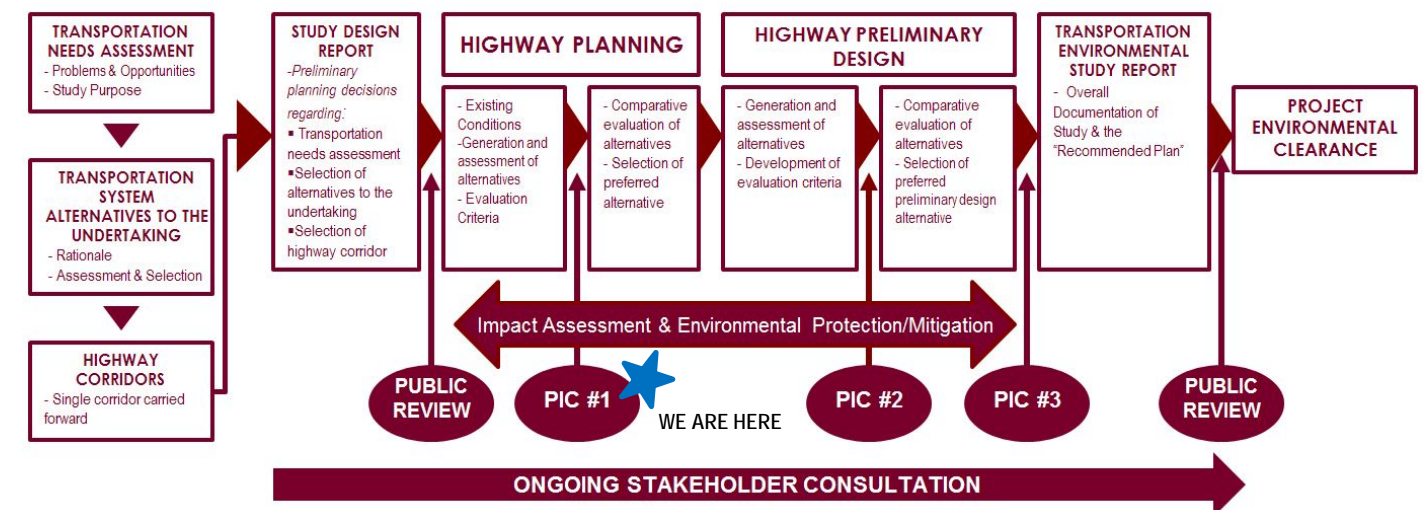 TRANSPORTATION
NEEDS ASSESSMENT
- Problems & Opportunities
- Study Purpose
TRANSPORTATION
SYSTEM
ALTERNATIVES TO THE
UNDERTAKING
- Rationale
- Assessment & Selection
HIGHWAY
CORRIDORS
- Single corridor carried
forward
STUDY DESIGN
REPORT
-Preliminary
planning decisions
regarding:
▪ Transportation
needs assessment
▪Selection of
alternatives to the
undertaking
▪Selection of
highway corridor
HIGHWAY PLANNING
- Existing
Conditions
-Generation and
assessment of
alternatives
- Evaluation
Criteria
- Comparative
evaluation of
alternatives
- Selection of
preferred
alternative
HIGHWAY PRELIMINARY
DESIGN
- Generation and
assessment of
alternatives
- Development of
evaluation criteria
- Comparative
evaluation of
alternatives
- Selection of
preferred
preliminary design
alternative
TRANSPORTATION
ENVIRONMENTAL
STUDY REPORT
- Overall
Documentation of
Study & the
“Recommended Plan”
PROJECT
ENVIRONMENTAL
CLEARANCE
Impact Assessment & Environmental Protection/Mitigation
PUBLIC
REVIEW
PIC #1
WE ARE HERE
PIC #2
PIC #3
PUBLIC
REVIEW
ONGOING STAKEHOLDER CONSULTATION